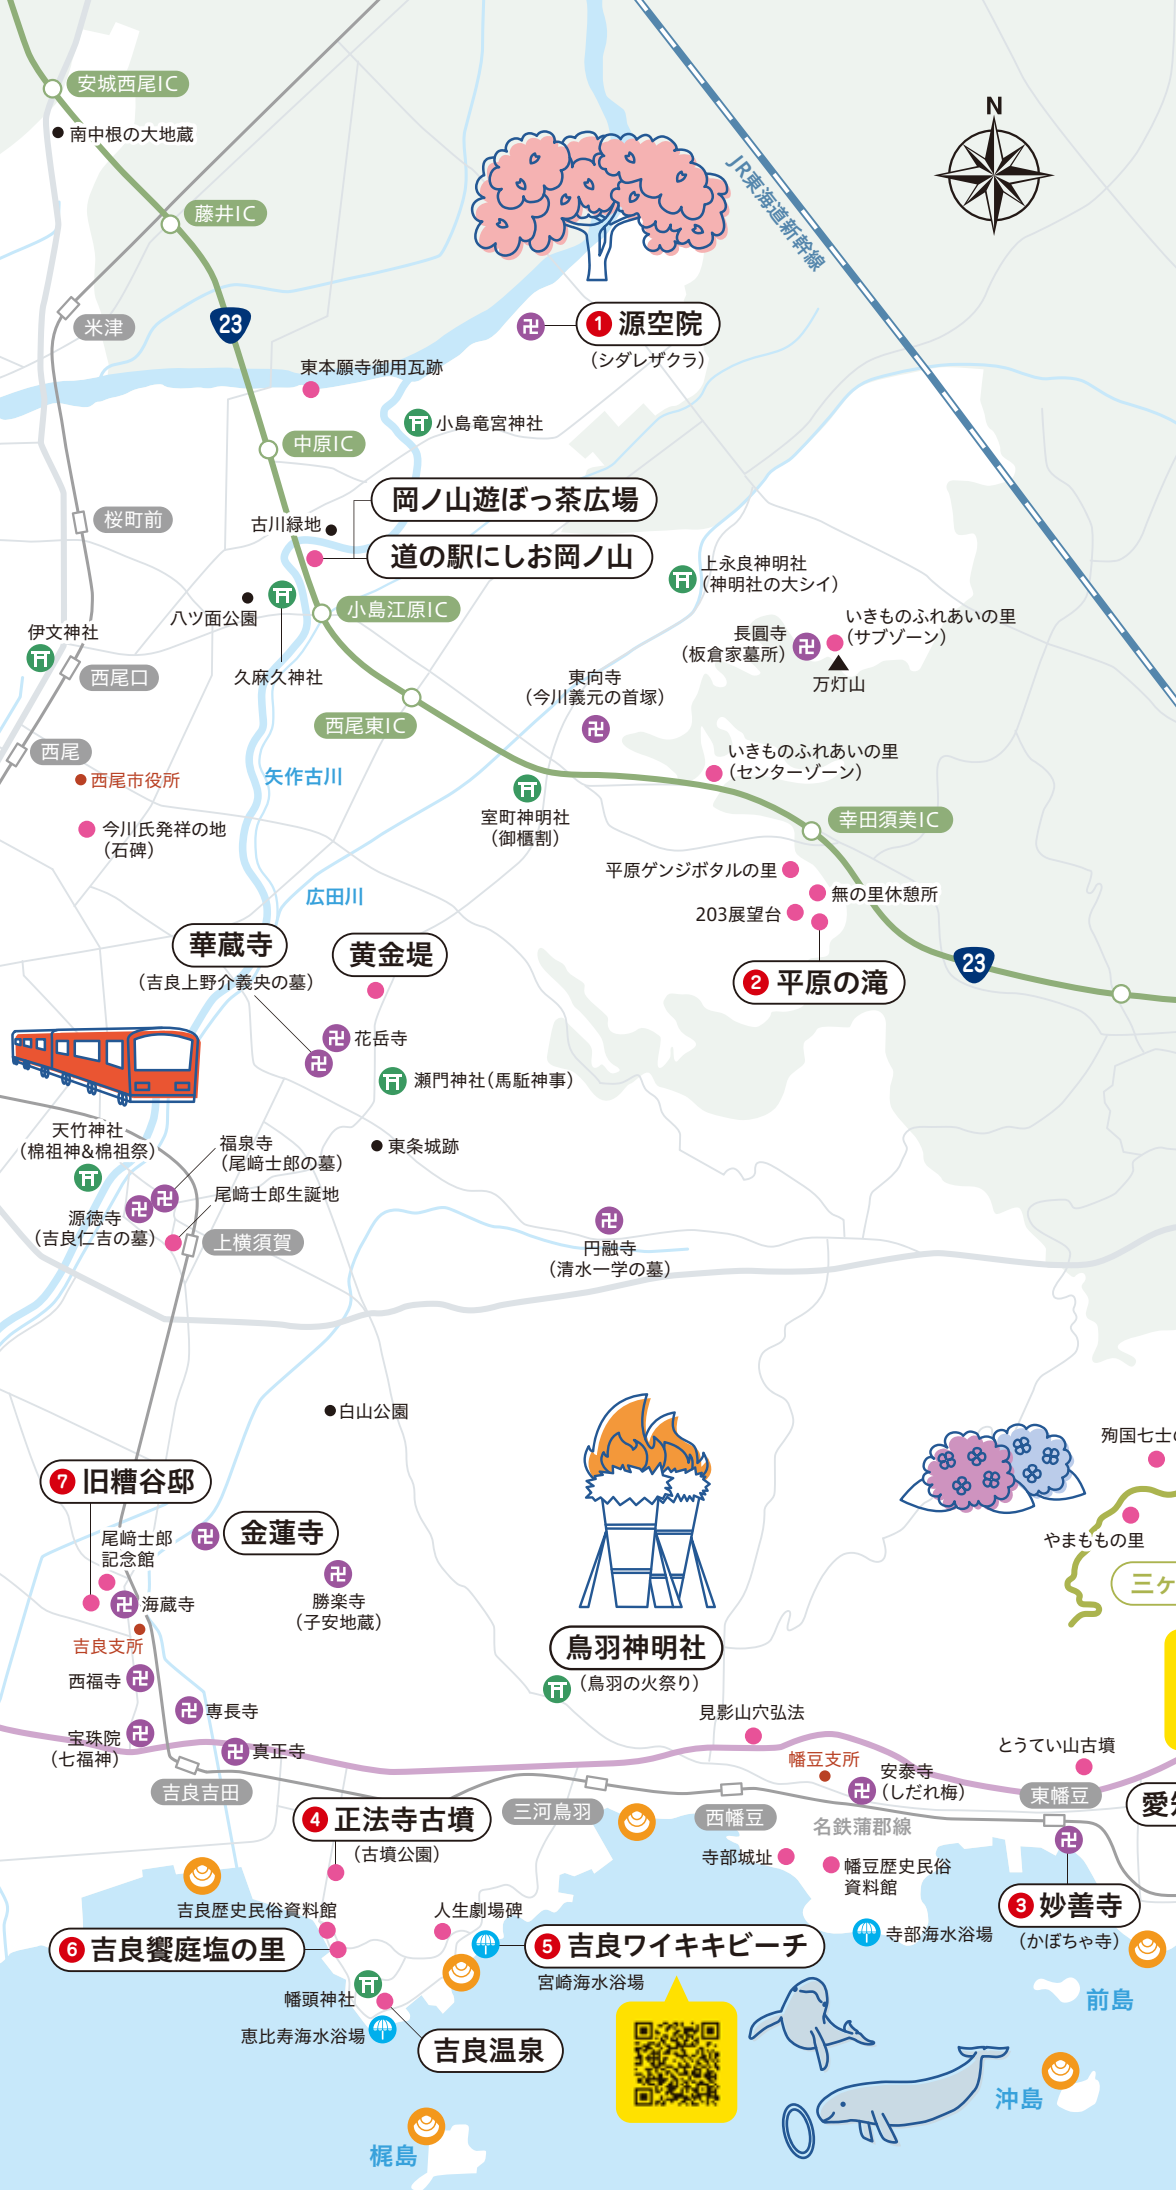 安城西尾IC
南中根の大地蔵
N
藤井IC
JR東海道新幹線
米津
23
1 源空院
(シダレザクラ)
東本願寺御用瓦跡
小島竜宮神社
中原IC
岡ノ山遊ぼっ茶広場
桜町前
古川緑地
道の駅にしお岡ノ山
上永良神明社
(神明社の大シイ)
八ツ面公園
小島江原IC
いきものふれあいの里
(サブゾーン)
伊文神社
長圓寺
(板倉家墓所)
西尾口
久麻久神社
東向寺
(今川義元の首塚)
万灯山
西尾東IC
西尾
西尾市役所
矢作古川
いきものふれあいの里
(センターゾーン)
室町神明社
(御櫃割)
幸田須美IC
今川氏発祥の地
(石碑)
平原ゲンジボタルの里
無の里休憩所
広田川
203展望台
華蔵寺
(吉良上野介義央の墓)
黄金堤
23
2 平原の滝
花岳寺
瀬門神社(馬駈神事)
天竹神社
(棉祖神&棉祖祭)
福泉寺
(尾﨑士郎の墓)
東条城跡
尾﨑士郎生誕地
源徳寺
(吉良仁吉の墓)
上横須賀
円融寺
(清水一学の墓)
白山公園
殉国七士の
7 旧糟谷邸
金蓮寺
やまももの里
尾﨑士郎
記念館
三ケ
海蔵寺
勝楽寺
(子安地蔵)
吉良支所
鳥羽神明社
(鳥羽の火祭り)
西福寺
専長寺
見影山穴弘法
宝珠院
(七福神)
真正寺
幡豆支所
とうてい山古墳
安泰寺
(しだれ梅)
吉良吉田
東幡豆
4 正法寺古墳
(古墳公園)
三河鳥羽
西幡豆
名鉄蒲郡線
愛知
寺部城址
幡豆歴史民俗
資料館
3 妙善寺
(かぼちゃ寺)
吉良歴史民俗資料館
人生劇場碑
寺部海水浴場
6 吉良饗庭塩の里
5 吉良ワイキキビーチ
宮崎海水浴場
幡頭神社
前島
恵比寿海水浴場
吉良温泉
沖島
梶島